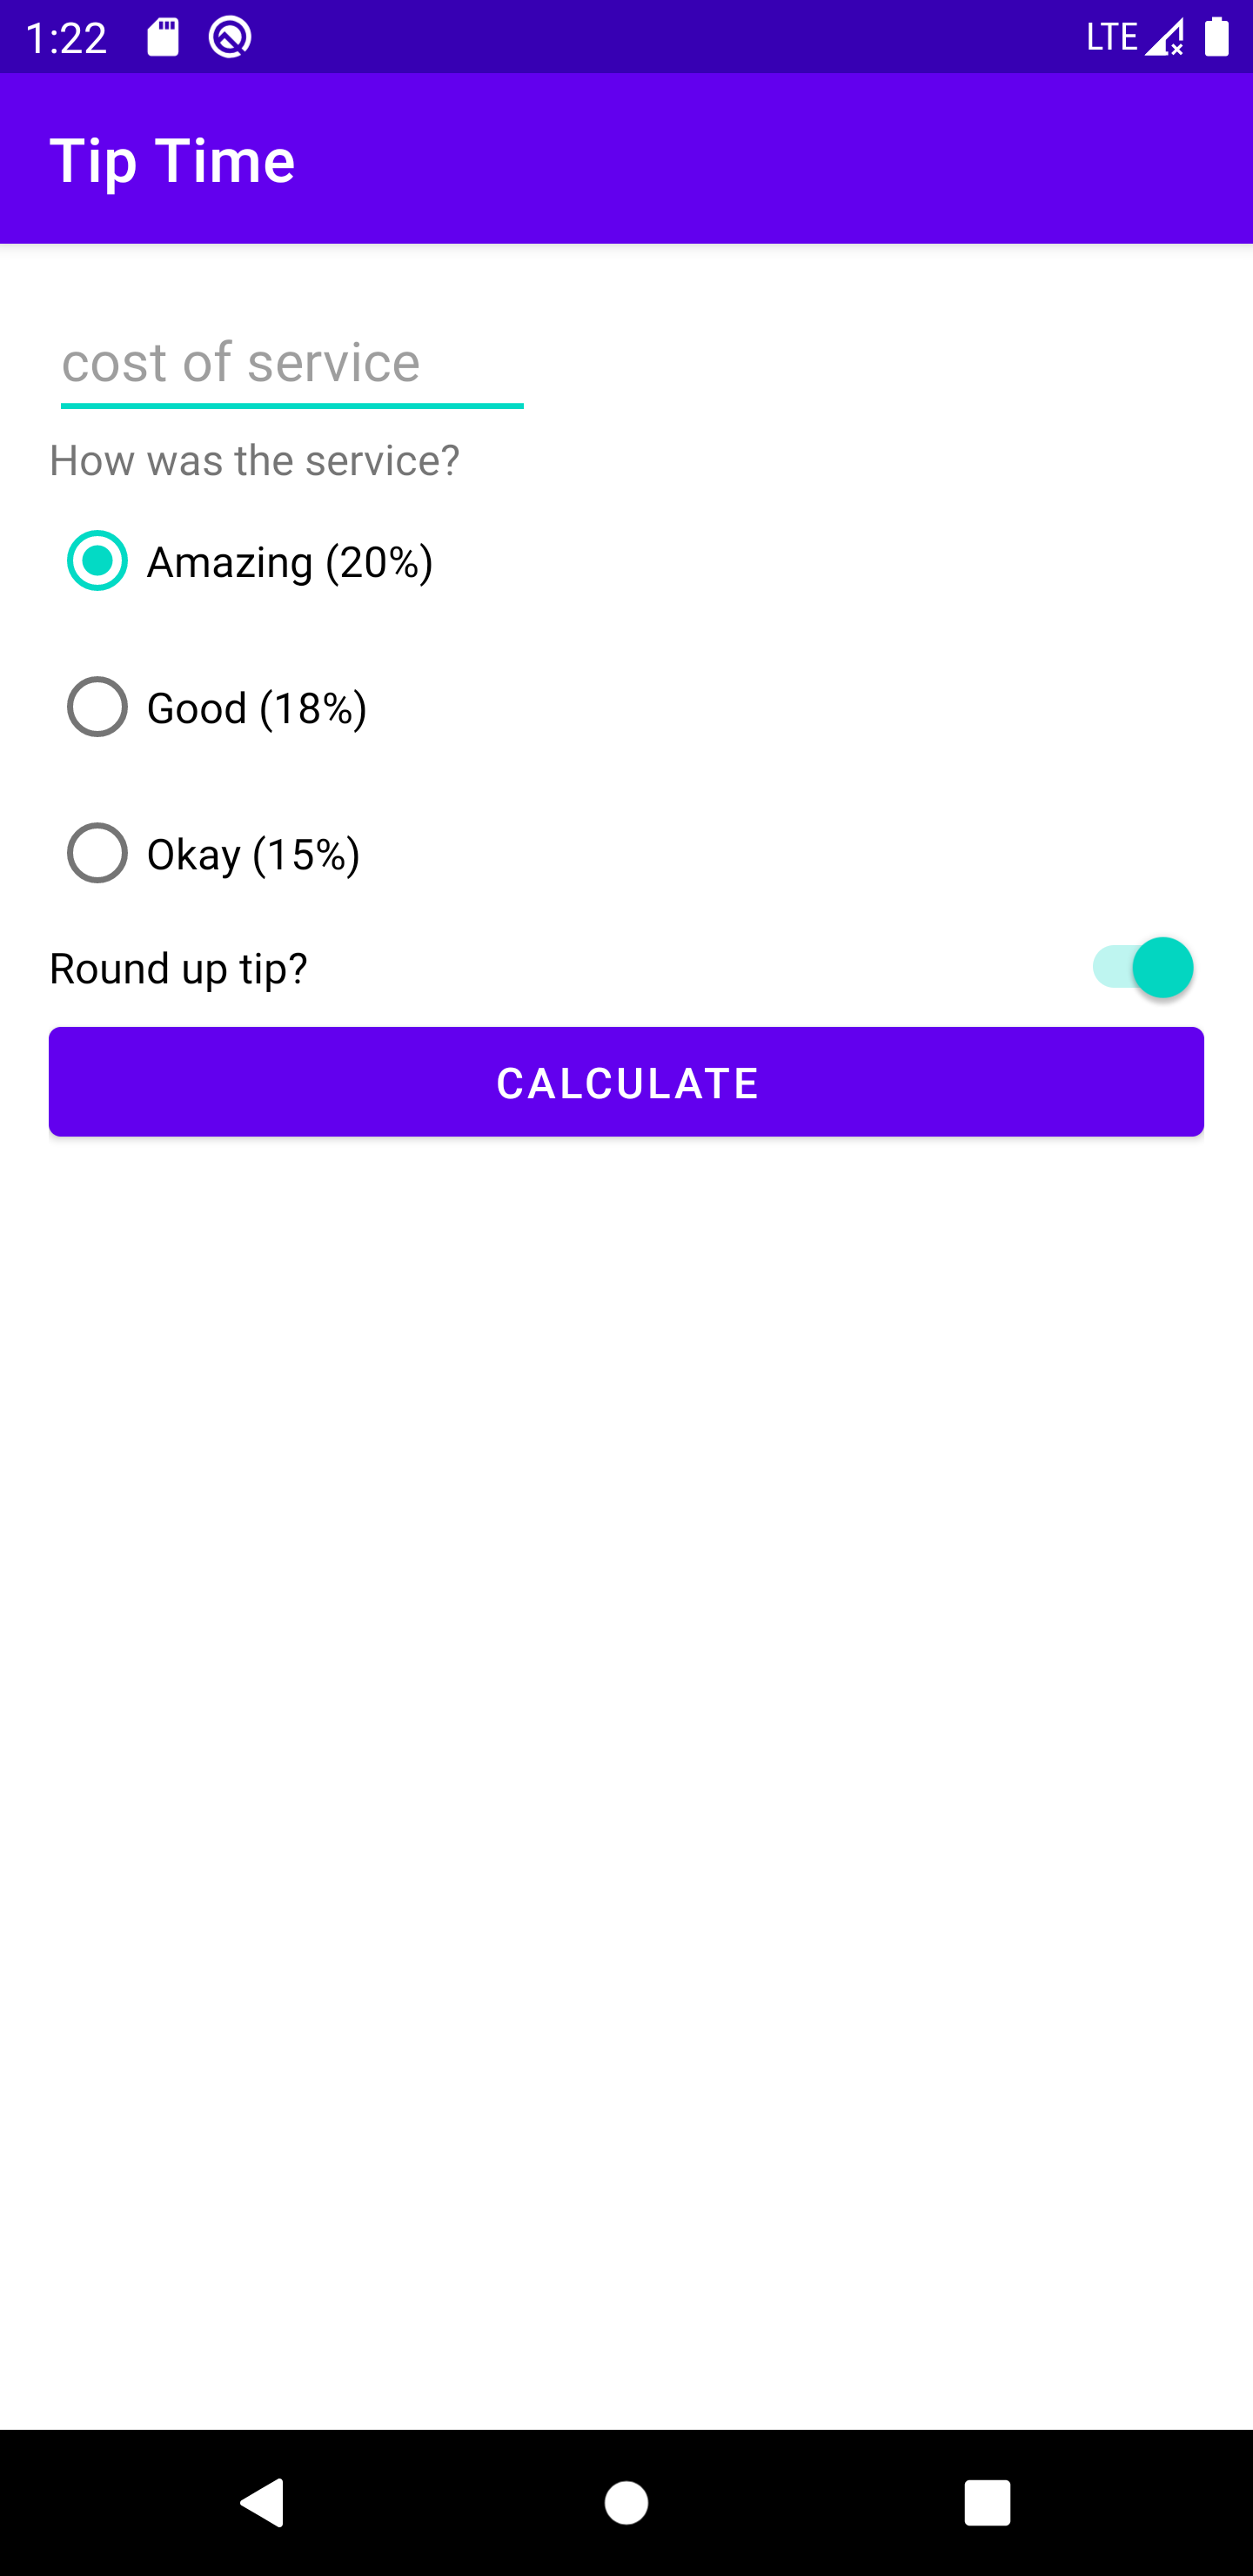 1:22 LTE
Tip Time
cost of service
How was the service?
Amazing (20%)
Good (18%)
Okay (15%)
Round up tip?
CALCULATE